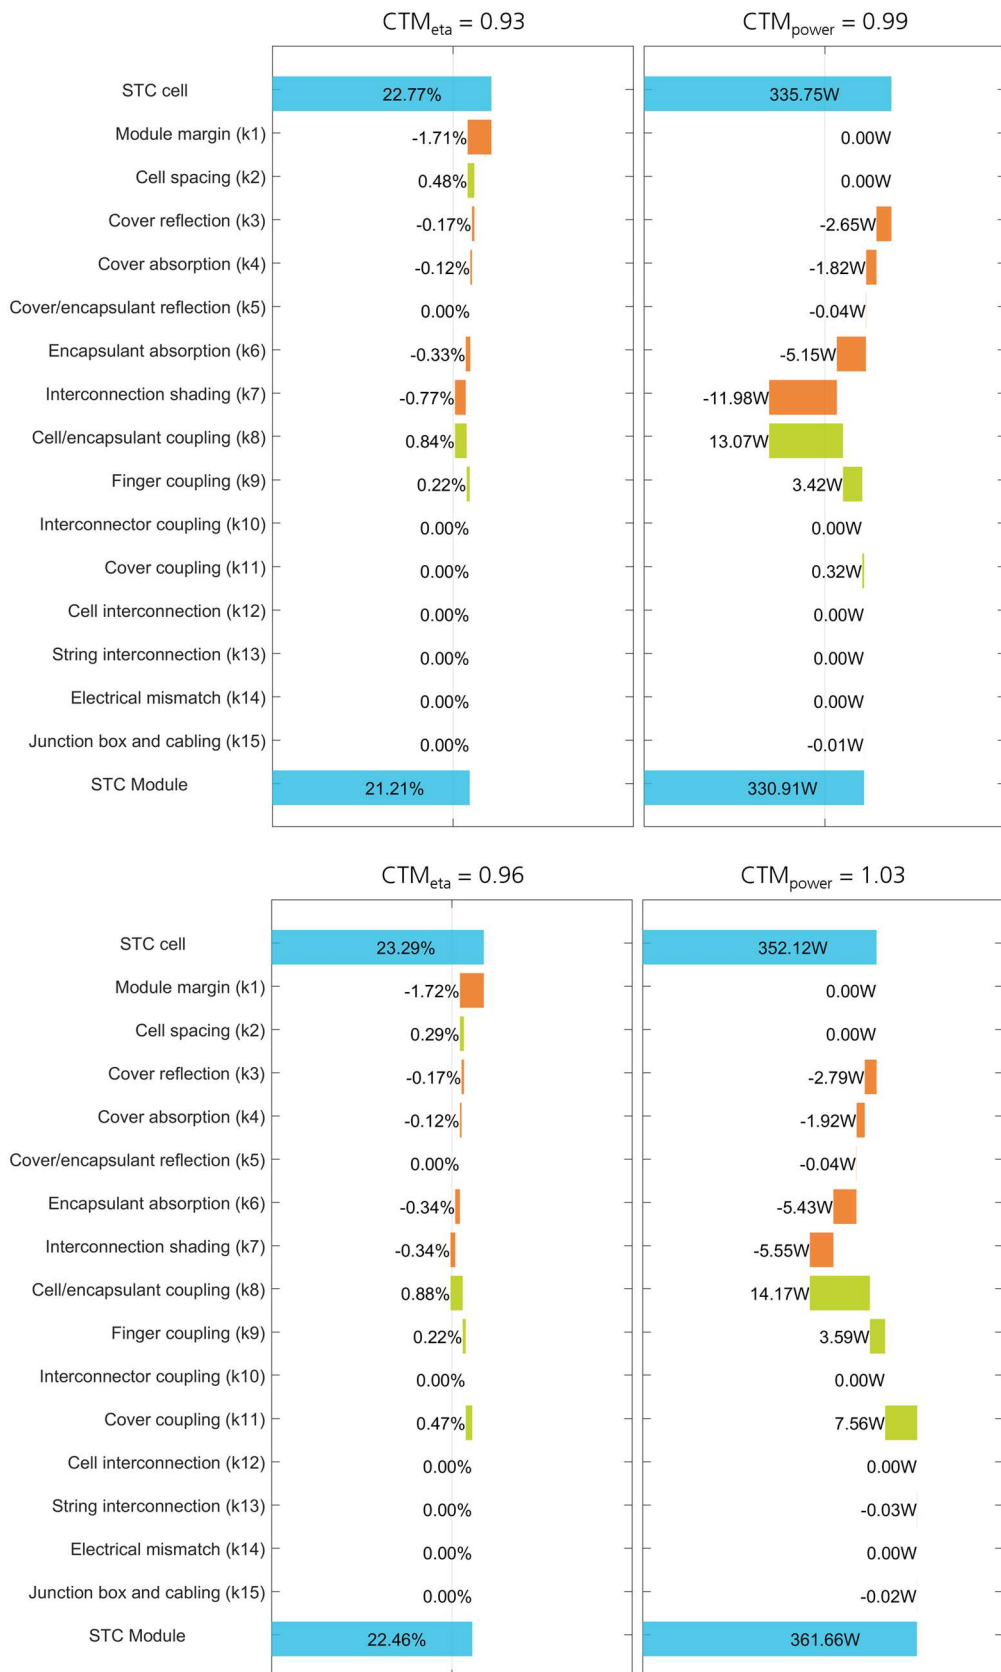 CTMeta = 0.93 CTMpower = 0.99
STC cell 22.77% 335.75W
Module margin (k1) -1.71% 0.00W
Cell spacing (k2) 0.48% 0.00W
Cover reflection (k3) -0.17% -2.65W
Cover absorption (k4) -0.12% -1.82W
Cover/encapsulant reflection (k5) 0.00% -0.04W
Encapsulant absorption (k6) -0.33% -5.15W
Interconnection shading (k7) -0.77% -11.98W
Cell/encapsulant coupling (k8) 0.84% 13.07W
Finger coupling (k9) 0.22% 3.42W
Interconnector coupling (k10) 0.00% 0.00W
Cover coupling (k11) 0.00% 0.32W
Cell interconnection (k12) 0.00% 0.00W
String interconnection (k13) 0.00% 0.00W
Electrical mismatch (k14) 0.00% 0.00W
Junction box and cabling (k15) 0.00% -0.01W
STC Module 21.21% 330.91W
CTMeta = 0.96 CTMpower = 1.03
STC cell 23.29% 352.12W
Module margin (k1) -1.72% 0.00W
Cell spacing (k2) 0.29% 0.00W
Cover reflection (k3) -0.17% -2.79W
Cover absorption (k4) -0.12% -1.92W
Cover/encapsulant reflection (k5) 0.00% -0.04W
Encapsulant absorption (k6) -0.34% -5.43W
Interconnection shading (k7) -0.34% -5.55W
Cell/encapsulant coupling (k8) 0.88% 14.17W
Finger coupling (k9) 0.22% 3.59W
Interconnector coupling (k10) 0.00% 0.00W
Cover coupling (k11) 0.47% 7.56W
Cell interconnection (k12) 0.00% 0.00W
String interconnection (k13) 0.00% -0.03W
Electrical mismatch (k14) 0.00% 0.00W
Junction box and cabling (k15) 0.00% -0.02W
STC Module 22.46% 361.66W